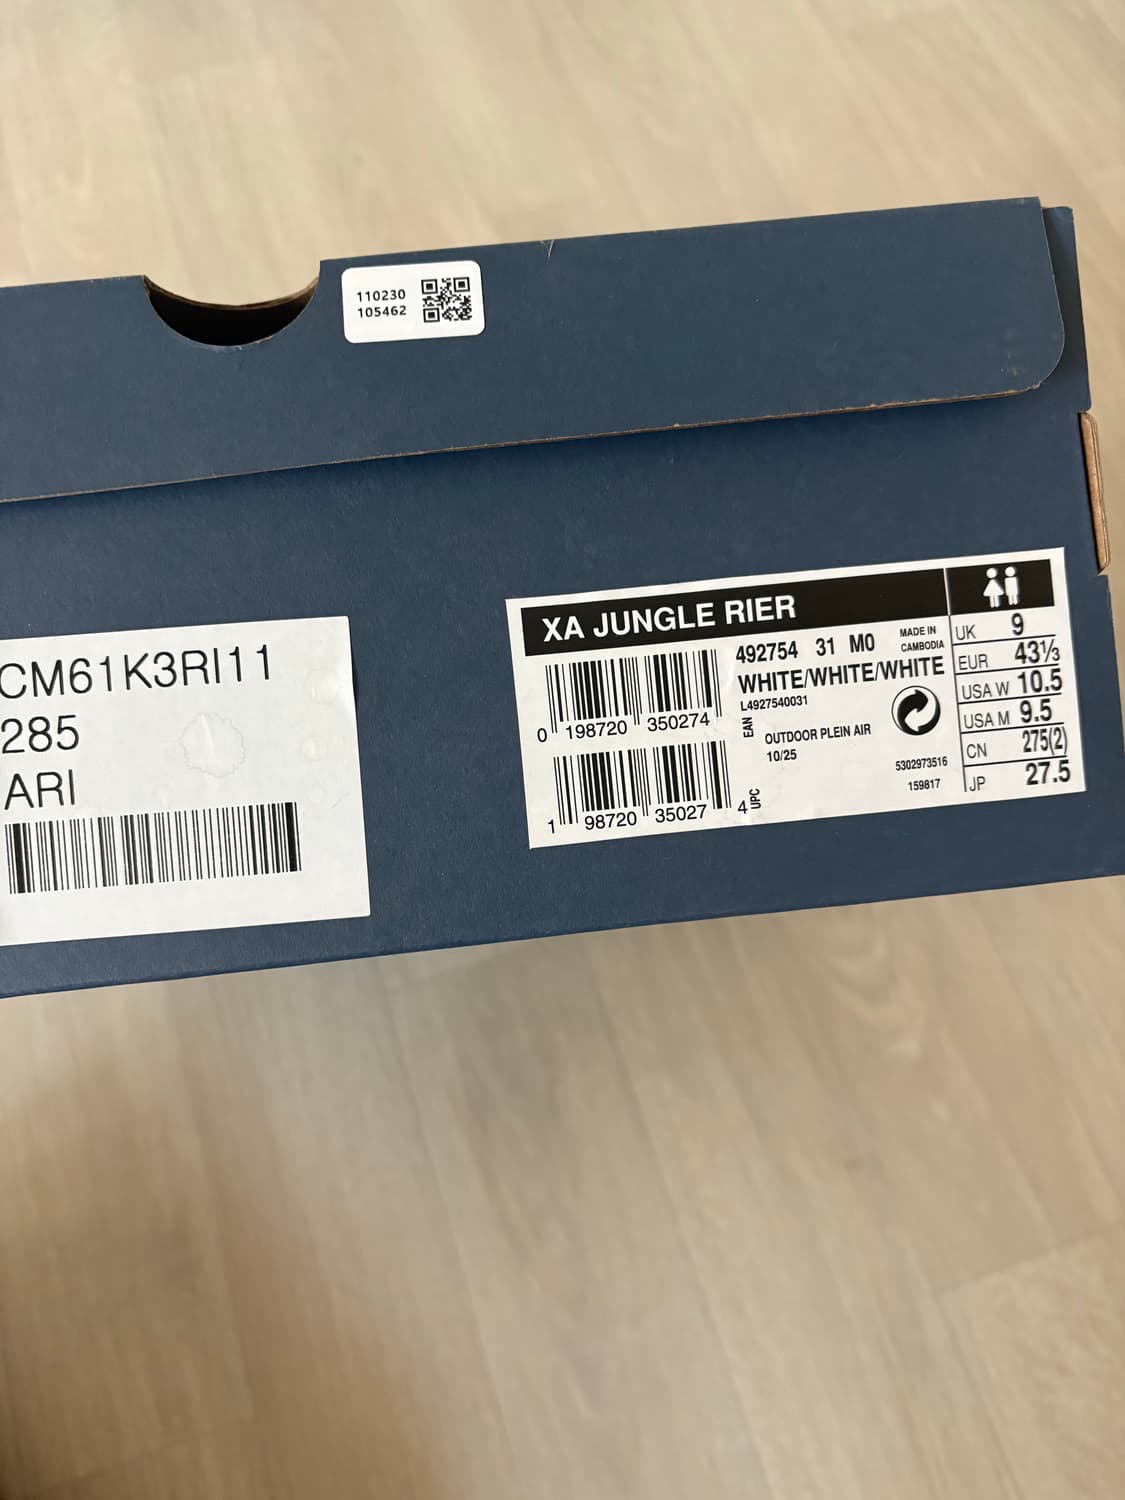 110230
105462
CM61K3RI11
285
ARI
XA JUNGLE RIER
492754 31 M0
MADE IN
CAMBODIA
WHITE/WHITE/WHITE
L4927540031
0 198720 350274
EAN
OUTDOOR PLEIN AIR
10/25
5302973516
159817
1 98720 35027 4
UPC
UK 9
EUR 43⅓
USA W 10.5
USA M 9.5
CN 275(2)
JP 27.5